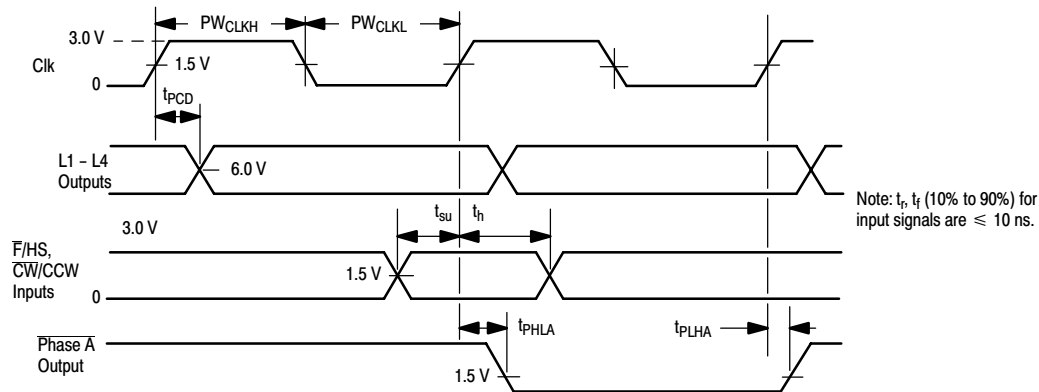 PW_CLKH
PW_CLKL
3.0 V
Clk
1.5 V
0
t_PCD
L1 – L4
Outputs
6.0 V
Note: t_r, t_f (10% to 90%) for
input signals are ≤ 10 ns.
t_su
t_h
3.0 V
F̅/HS,
C̅W̅/CCW
Inputs
1.5 V
0
t_PHLA
t_PLHA
P̅h̅a̅s̅e̅ A̅
Output
1.5 V